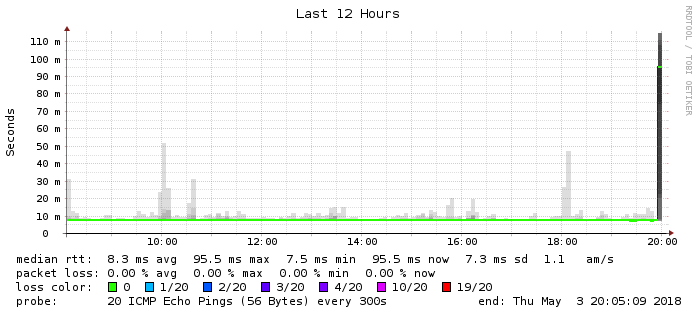 Last 12 Hours
RRDTOOL / TOBI OETIKER
Seconds
110 m
100 m
90 m
80 m
70 m
60 m
50 m
40 m
30 m
20 m
10 m
0
10:00 12:00 14:00 16:00 18:00 20:00
median rtt: 8.3 ms avg 95.5 ms max 7.5 ms min 95.5 ms now 7.3 ms sd 1.1 am/s
packet loss: 0.00 % avg 0.00 % max 0.00 % min 0.00 % now
loss color: 0 1/20 2/20 3/20 4/20 10/20 19/20
probe: 20 ICMP Echo Pings (56 Bytes) every 300s end: Thu May 3 20:05:09 2018